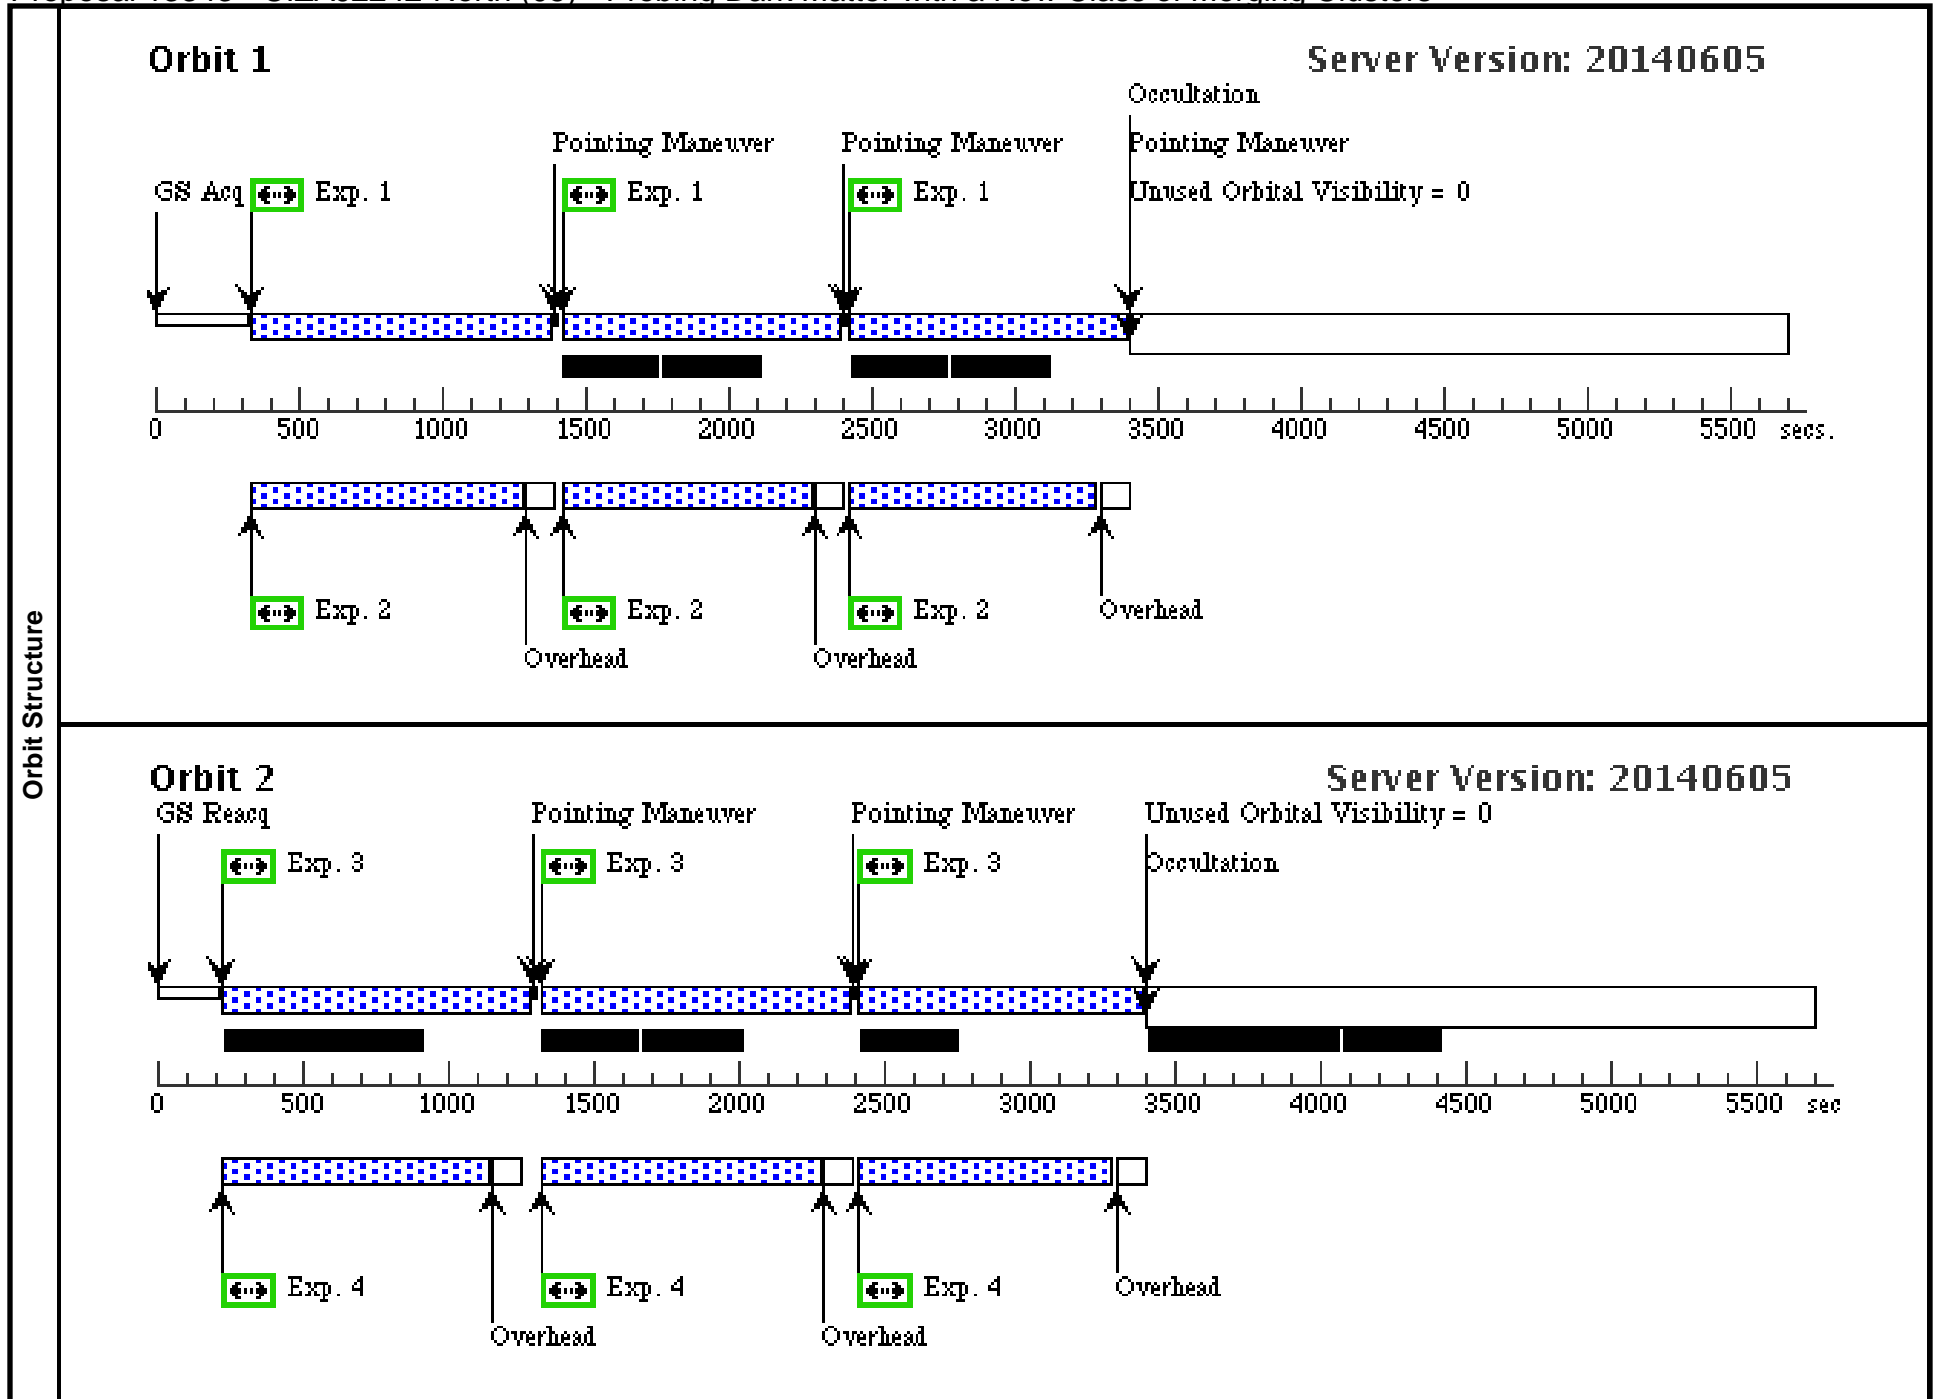 Orbit Structure
Orbit 1
Server Version: 20140605
Occultation
Pointing Maneuver
Pointing Maneuver
Pointing Maneuver
GS Acq
Exp. 1
Exp. 1
Exp. 1
Unused Orbital Visibility = 0
0 500 1000 1500 2000 2500 3000 3500 4000 4500 5000 5500 secs.
Exp. 2
Exp. 2
Exp. 2
Overhead
Overhead
Overhead
Orbit 2
Server Version: 20140605
GS Reacq
Pointing Maneuver
Pointing Maneuver
Unused Orbital Visibility = 0
Exp. 3
Exp. 3
Exp. 3
Occultation
0 500 1000 1500 2000 2500 3000 3500 4000 4500 5000 5500 sec
Exp. 4
Exp. 4
Exp. 4
Overhead
Overhead
Overhead